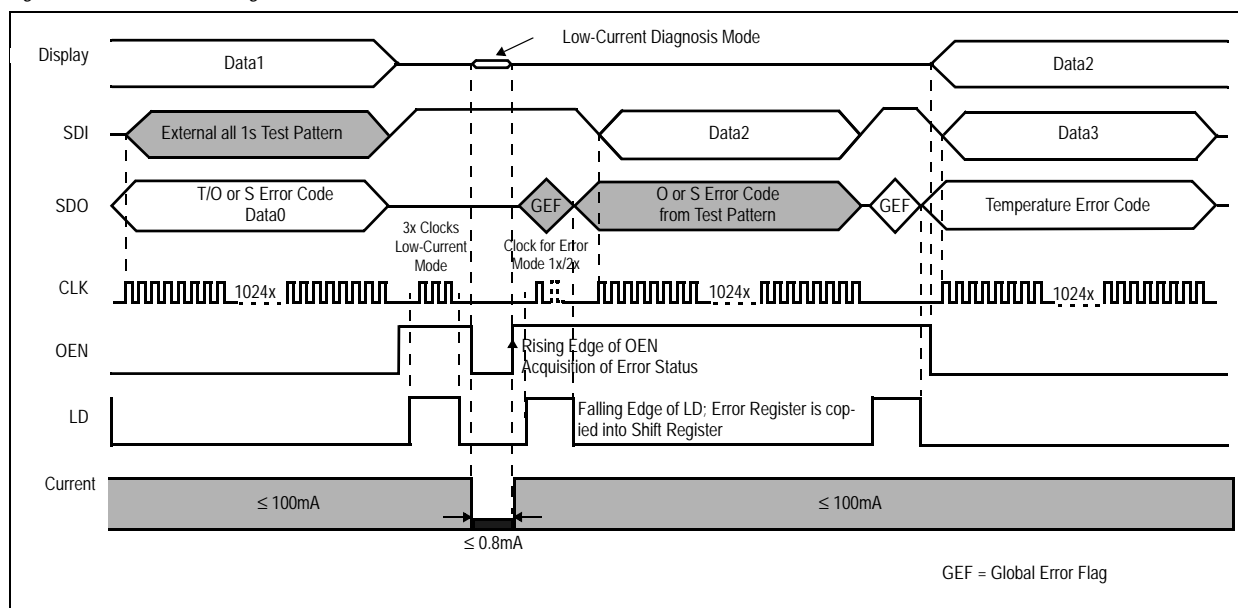 Low-Current Diagnosis Mode
Display
Data1
Data2
SDI
External all 1s Test Pattern
Data2
Data3
SDO
T/O or S Error Code
Data0
GEF
O or S Error Code
from Test Pattern
GEF
Temperature Error Code
3x Clocks
Low-Current
Mode
Clock for Error
Mode 1x/2x
CLK
1024x
1024x
1024x
OEN
Rising Edge of OEN
Acquisition of Error Status
LD
Falling Edge of LD; Error Register is cop-
ied into Shift Register
Current
≤ 100mA
≤ 100mA
≤ 0.8mA
GEF = Global Error Flag